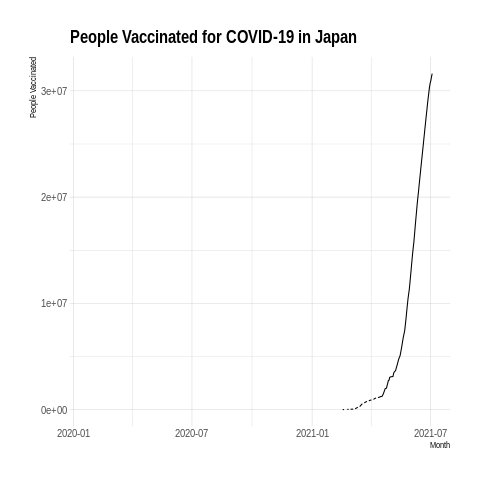 People Vaccinated for COVID-19 in Japan
People Vaccinated
3e+07
2e+07
1e+07
0e+00
2020-01
2020-07
2021-01
2021-07
Month